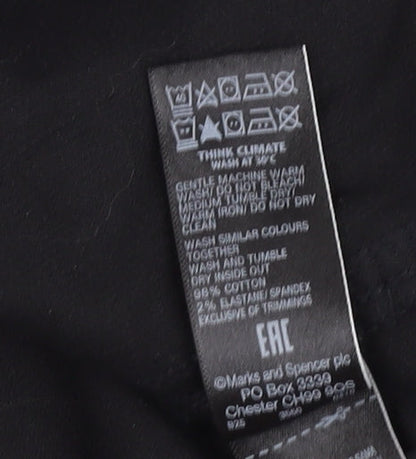 40
THINK CLIMATE
WASH AT 30°C
GENTLE MACHINE WARM
WASH/ DO NOT BLEACH/
MEDIUM TUMBLE DRY/
WARM IRON/ DO NOT DRY
CLEAN
WASH SIMILAR COLOURS
TOGETHER
WASH AND TUMBLE
DRY INSIDE OUT
98% COTTON
2% ELASTANE/ SPANDEX
EXCLUSIVE OF TRIMMINGS
EAC
©Marks and Spencer plc
PO Box 3339
Chester CH99 9QS
825